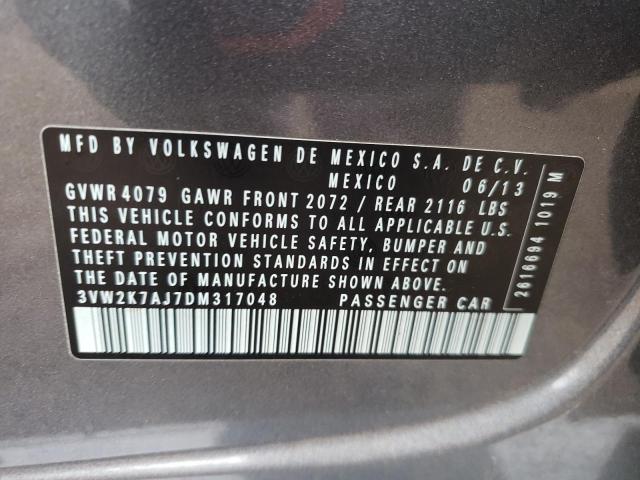 MFD BY VOLKSWAGEN DE MEXICO S.A. DE C.V.
MEXICO 06/13
GVWR 4079 GAWR FRONT 2072 / REAR 2116 LBS
THIS VEHICLE CONFORMS TO ALL APPLICABLE U.S.
FEDERAL MOTOR VEHICLE SAFETY, BUMPER AND
THEFT PREVENTION STANDARDS IN EFFECT ON
THE DATE OF MANUFACTURE SHOWN ABOVE.
3VW2K7AJ7DM317048 PASSENGER CAR
2616694 1019 M